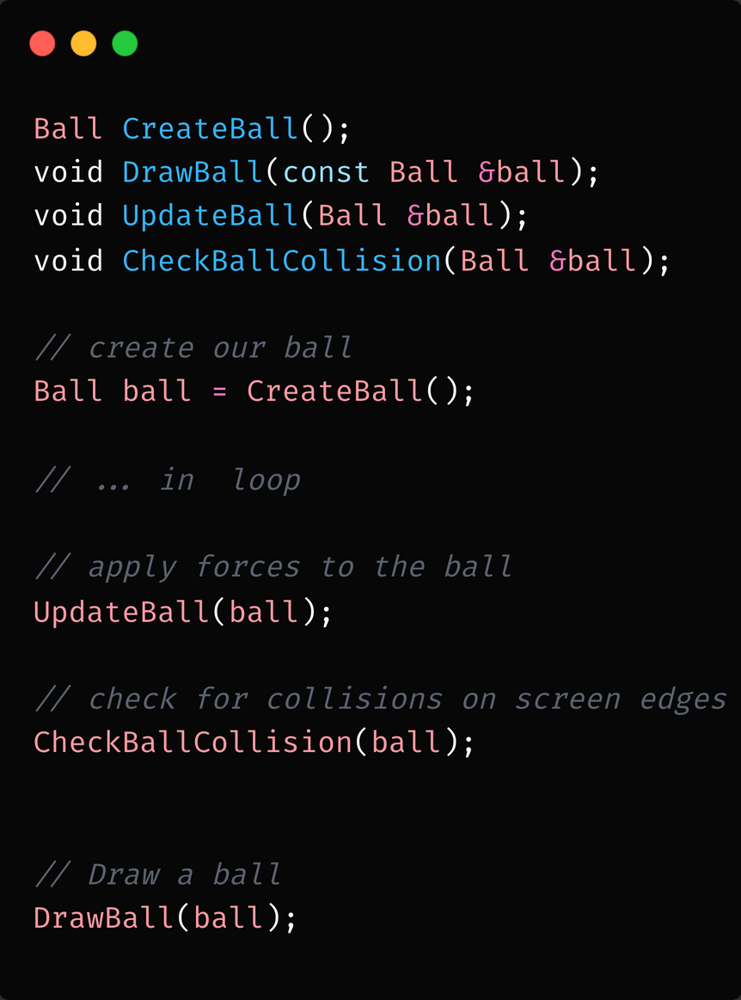 Ball CreateBall();
void DrawBall(const Ball &ball);
void UpdateBall(Ball &ball);
void CheckBallCollision(Ball &ball);
// create our ball
Ball ball = CreateBall();
// ... in  loop
// apply forces to the ball
UpdateBall(ball);
// check for collisions on screen edges
CheckBallCollision(ball);
// Draw a ball
DrawBall(ball);